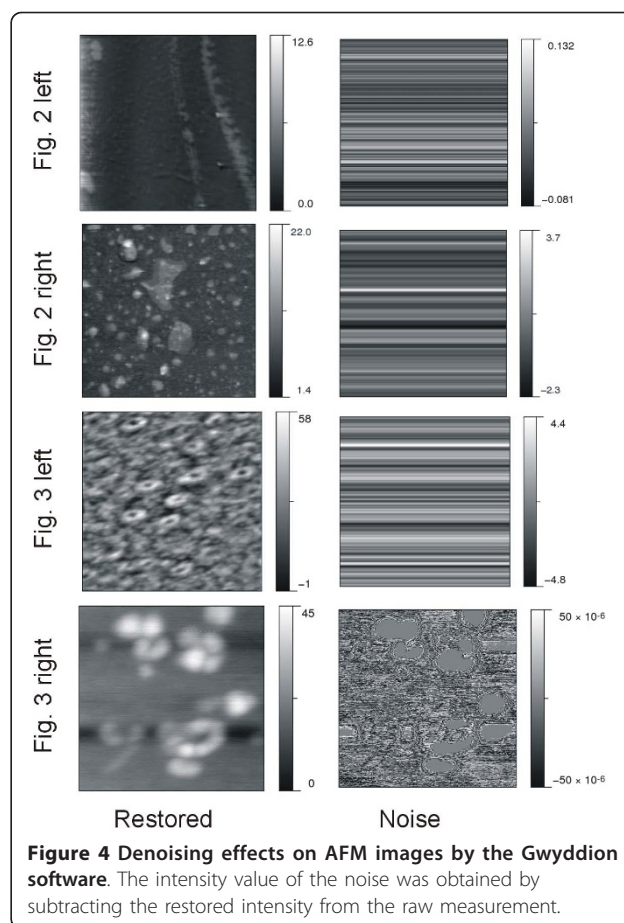 Fig. 2 left
12.6
0.0
0.132
−0.081
Fig. 2 right
22.0
1.4
3.7
−2.3
Fig. 3 left
58
−1
4.4
−4.8
Fig. 3 right
45
0
50 × 10⁻⁶
−50 × 10⁻⁶
Restored
Noise
Figure 4 Denoising effects on AFM images by the Gwyddion
software. The intensity value of the noise was obtained by
subtracting the restored intensity from the raw measurement.